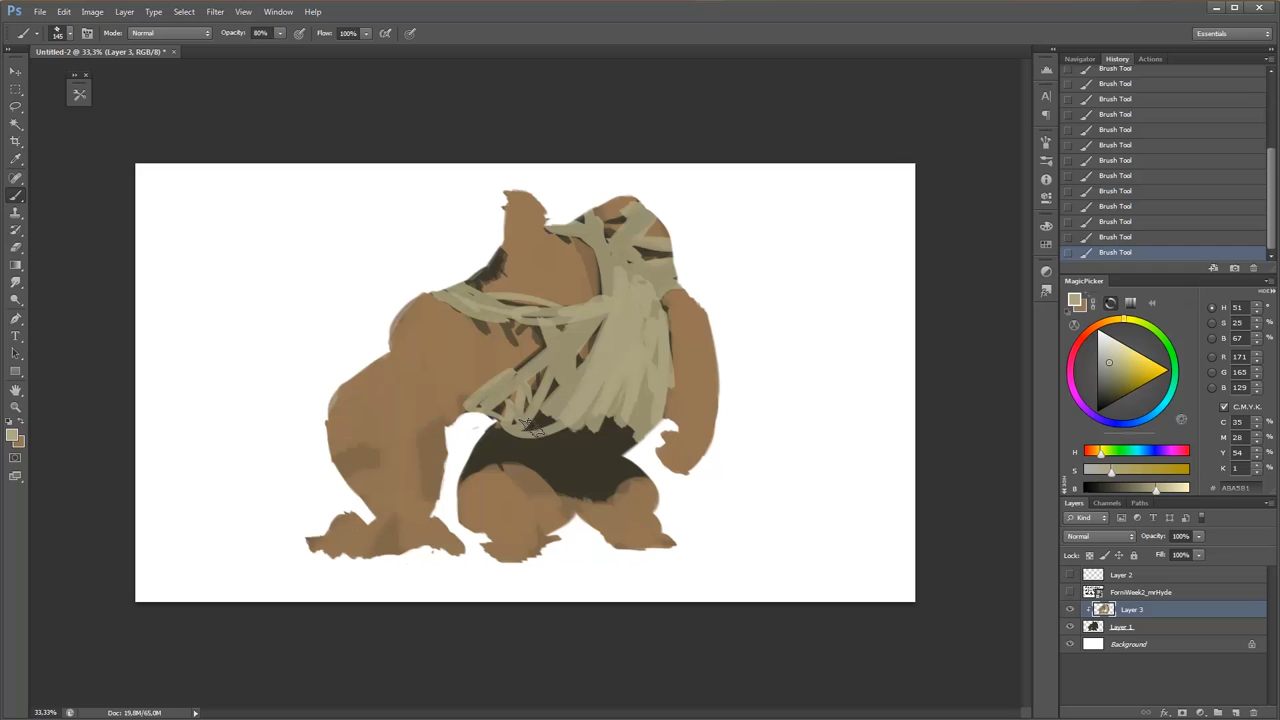 Ps File Edit Image Layer Type Select Filter View Window Help
145 Mode: Normal Opacity: 80% Flow: 100% Essentials
Untitled-2 @ 33,3% (Layer 3, RGB/8) * ×
Navigator History Actions
Brush Tool
Brush Tool
Brush Tool
Brush Tool
Brush Tool
Brush Tool
Brush Tool
Brush Tool
Brush Tool
Brush Tool
Brush Tool
Brush Tool
Brush Tool
MagicPicker
HIDE
H 51 °
S 25 %
B 67 %
R 171
G 165
B 129
C.M.Y.K.
C 35 %
M 28 %
Y 54 %
K 1 %
# ABA581
H
S
B
Layers Channels Paths
Kind
Normal Opacity: 100%
Lock: Fill: 100%
Layer 2
ForniWeek2_mrHyde
Layer 3
Layer 1
Background
33,33% Doc: 19,8M/65,0M